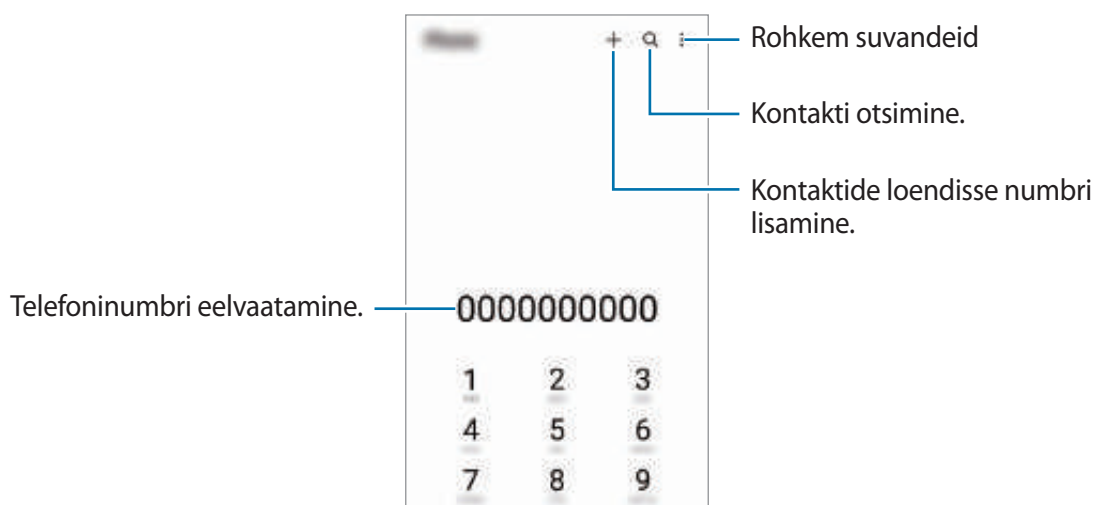 Rohkem suvandeid
Kontakti otsimine.
Kontaktide loendisse numbri
lisamine.
Telefoninumbri eelvaatamine.
0000000000
1 2 3
4 5 6
7 8 9